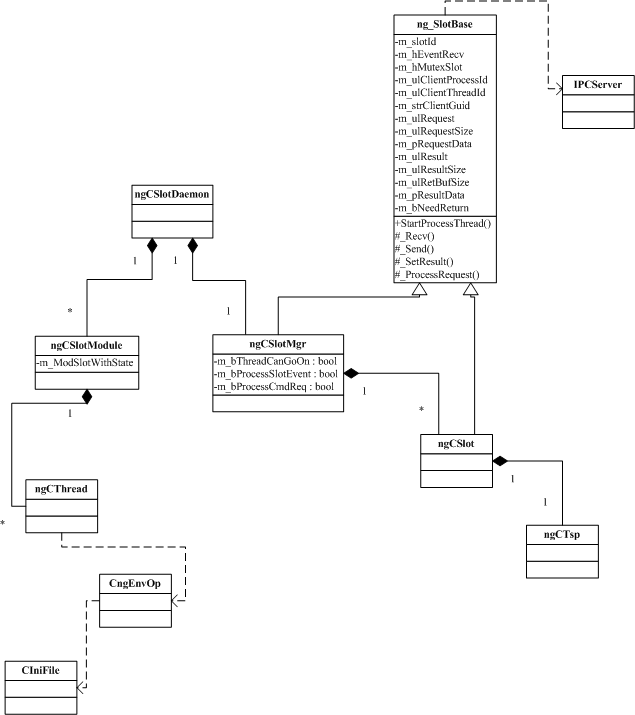 ng_SlotBase
-m_slotId
-m_hEventRecv
-m_hMutexSlot
-m_ulClientProcessId
-m_ulClientThreadId
-m_strClientGuid
-m_ulRequest
-m_ulRequestSize
-m_pRequestData
-m_ulResult
-m_ulResultSize
-m_ulRetBufSize
-m_pResultData
-m_bNeedReturn
+StartProcessThread()
#_Recv()
#_Send()
#_SetResult()
#_ProcessRequest()
IPCServer
ngCSlotDaemon
1
1
*
1
ngCSlotModule
-m_ModSlotWithState
1
ngCSlotMgr
-m_bThreadCanGoOn : bool
-m_bProcessSlotEvent : bool
-m_bProcessCmdReq : bool
1
*
ngCSlot
1
1
ngCThread
*
ngCTsp
CngEnvOp
CIniFile